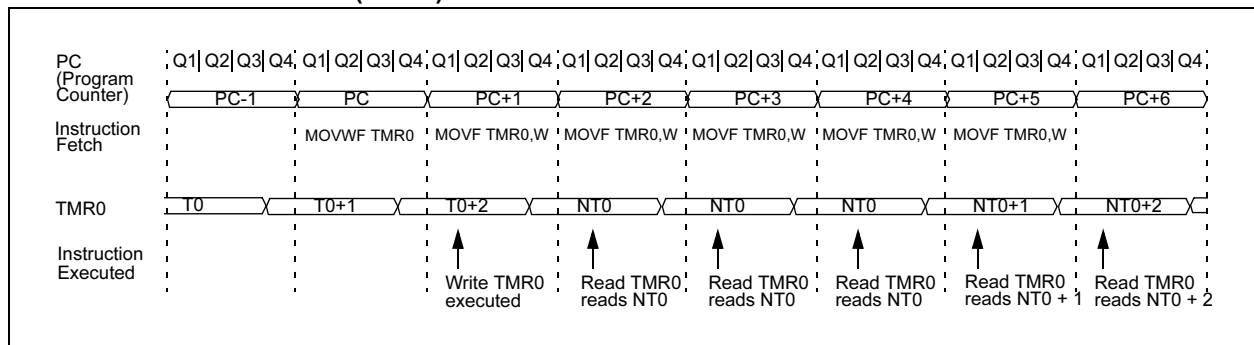 PC
(Program
Counter)
Q1 Q2 Q3 Q4 Q1 Q2 Q3 Q4 Q1 Q2 Q3 Q4 Q1 Q2 Q3 Q4 Q1 Q2 Q3 Q4 Q1 Q2 Q3 Q4 Q1 Q2 Q3 Q4 Q1 Q2 Q3 Q4
PC-1 PC PC+1 PC+2 PC+3 PC+4 PC+5 PC+6
Instruction
Fetch
MOVWF TMR0 MOVF TMR0,W MOVF TMR0,W MOVF TMR0,W MOVF TMR0,W MOVF TMR0,W
TMR0
T0 T0+1 T0+2 NT0 NT0 NT0 NT0+1 NT0+2
Instruction
Executed
Write TMR0
executed
Read TMR0
reads NT0
Read TMR0
reads NT0
Read TMR0
reads NT0
Read TMR0
reads NT0 + 1
Read TMR0
reads NT0 + 2